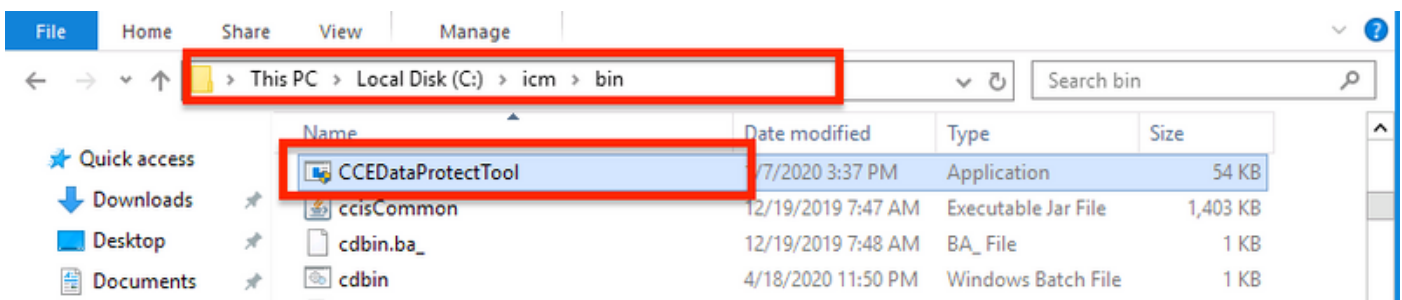 File Home Share View Manage
This PC > Local Disk (C:) > icm > bin Search bin
Name Date modified Type Size
Quick access
CCEDataProtectTool /7/2020 3:37 PM Application 54 KB
Downloads ccisCommon 12/19/2019 7:47 AM Executable Jar File 1,403 KB
Desktop cdbin.ba_ 12/19/2019 7:48 AM BA_ File 1 KB
Documents cdbin 4/18/2020 11:50 PM Windows Batch File 1 KB